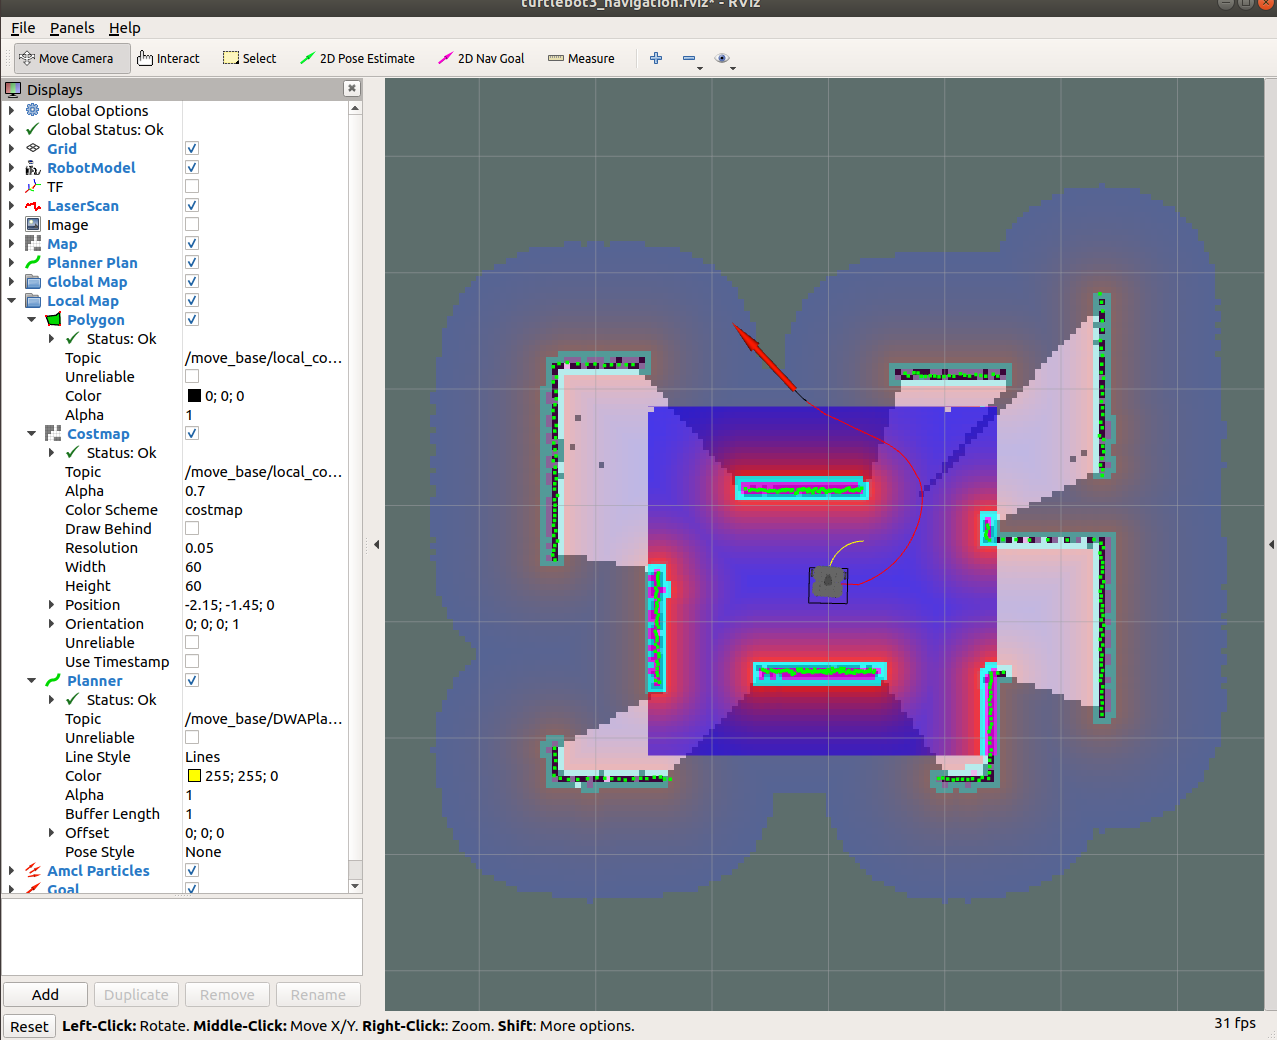 turtlebot3_navigation.rviz* - RViz
File Panels Help
Move Camera Interact Select 2D Pose Estimate 2D Nav Goal Measure
Displays
Global Options
Global Status: Ok
Grid
RobotModel
TF
LaserScan
Image
Map
Planner Plan
Global Map
Local Map
Polygon
Status: Ok
Topic /move_base/local_co...
Unreliable
Color 0; 0; 0
Alpha 1
Costmap
Status: Ok
Topic /move_base/local_co...
Alpha 0.7
Color Scheme costmap
Draw Behind
Resolution 0.05
Width 60
Height 60
Position -2.15; -1.45; 0
Orientation 0; 0; 0; 1
Unreliable
Use Timestamp
Planner
Status: Ok
Topic /move_base/DWAPla...
Unreliable
Line Style Lines
Color 255; 255; 0
Alpha 1
Buffer Length 1
Offset 0; 0; 0
Pose Style None
Amcl Particles
Goal
Add Duplicate Remove Rename
Reset Left-Click: Rotate. Middle-Click: Move X/Y. Right-Click:: Zoom. Shift: More options. 31 fps